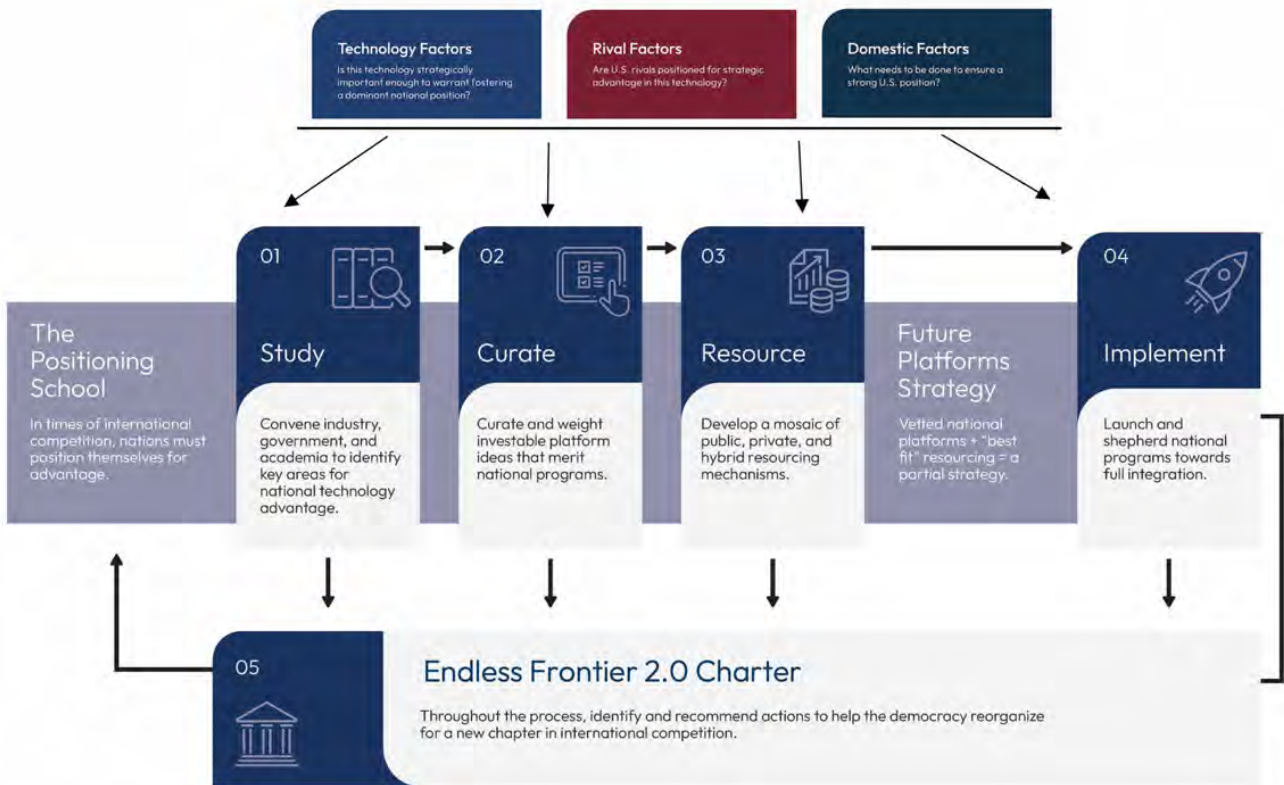 Technology Factors
Is this technology strategically
important enough to warrant fostering
a dominant national position?
Rival Factors
Are U.S. rivals positioned for strategic
advantage in this technology?
Domestic Factors
What needs to be done to ensure a
strong U.S. position?
The
Positioning
School
In times of international
competition, nations must
position themselves for
advantage.
01
Study
Convene industry,
government, and
academia to identify
key areas for
national technology
advantage.
02
Curate
Curate and weight
investable platform
ideas that merit
national programs.
03
Resource
Develop a mosaic of
public, private, and
hybrid resourcing
mechanisms.
Future
Platforms
Strategy
Vetted national
platforms + "best
fit" resourcing = a
partial strategy.
04
Implement
Launch and
shepherd national
programs towards
full integration.
05
Endless Frontier 2.0 Charter
Throughout the process, identify and recommend actions to help the democracy reorganize
for a new chapter in international competition.